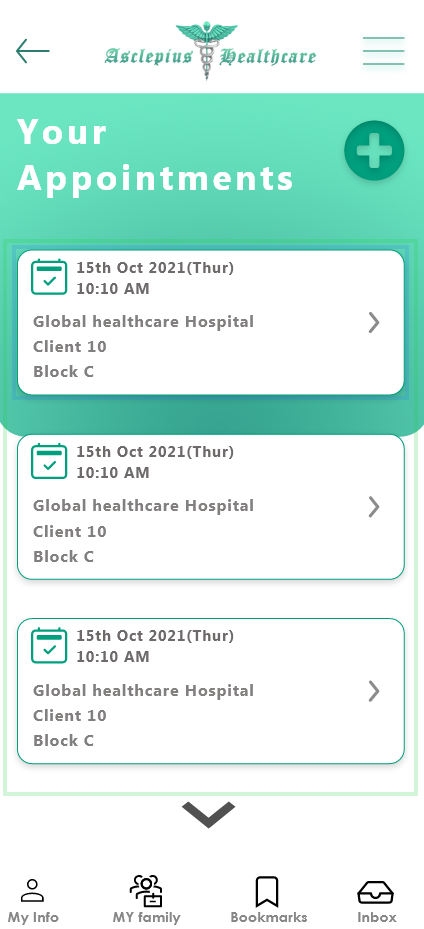 Asclepius Healthcare
Your
Appointments
15th Oct 2021(Thur)
10:10 AM
Global healthcare Hospital
Client 10
Block C
15th Oct 2021(Thur)
10:10 AM
Global healthcare Hospital
Client 10
Block C
15th Oct 2021(Thur)
10:10 AM
Global healthcare Hospital
Client 10
Block C
My Info MY family Bookmarks Inbox